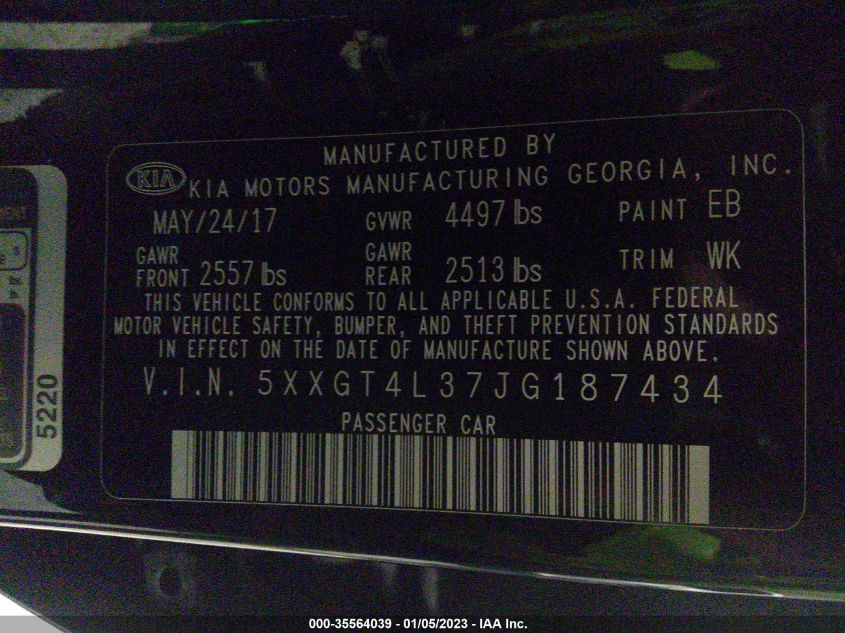 MANUFACTURED BY
KIA KIA MOTORS MANUFACTURING GEORGIA, INC.
MAY/24/17 GVWR 4497 lbs PAINT EB
GAWR FRONT 2557 lbs GAWR REAR 2513 lbs TRIM WK
THIS VEHICLE CONFORMS TO ALL APPLICABLE U.S.A. FEDERAL
MOTOR VEHICLE SAFETY, BUMPER, AND THEFT PREVENTION STANDARDS
IN EFFECT ON THE DATE OF MANUFACTURE SHOWN ABOVE.
V.I.N. 5XXGT4L37JG187434
PASSENGER CAR
5220
000-35564039 - 01/05/2023 - IAA Inc.